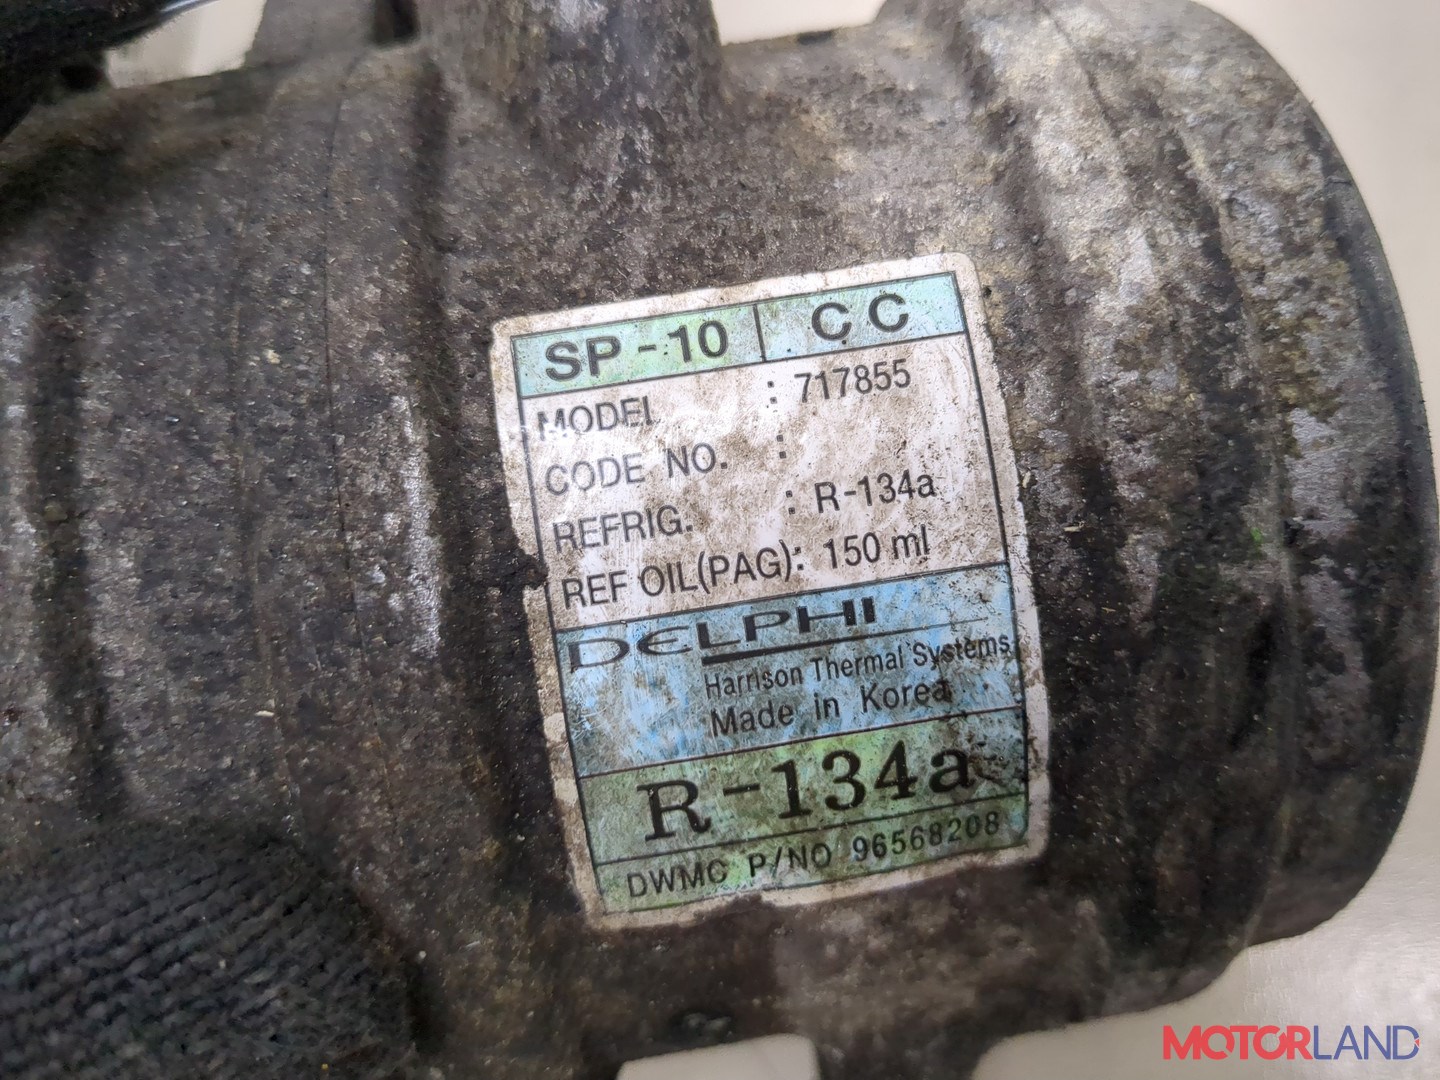 SP-10 CC
MODEL : 717855
CODE NO. :
REFRIG. : R-134a
REF OIL(PAG): 150 ml
DELPHI
Harrison Thermal Systems
Made in Korea
R-134a
DWMC P/NO 96568208
MOTORLAND